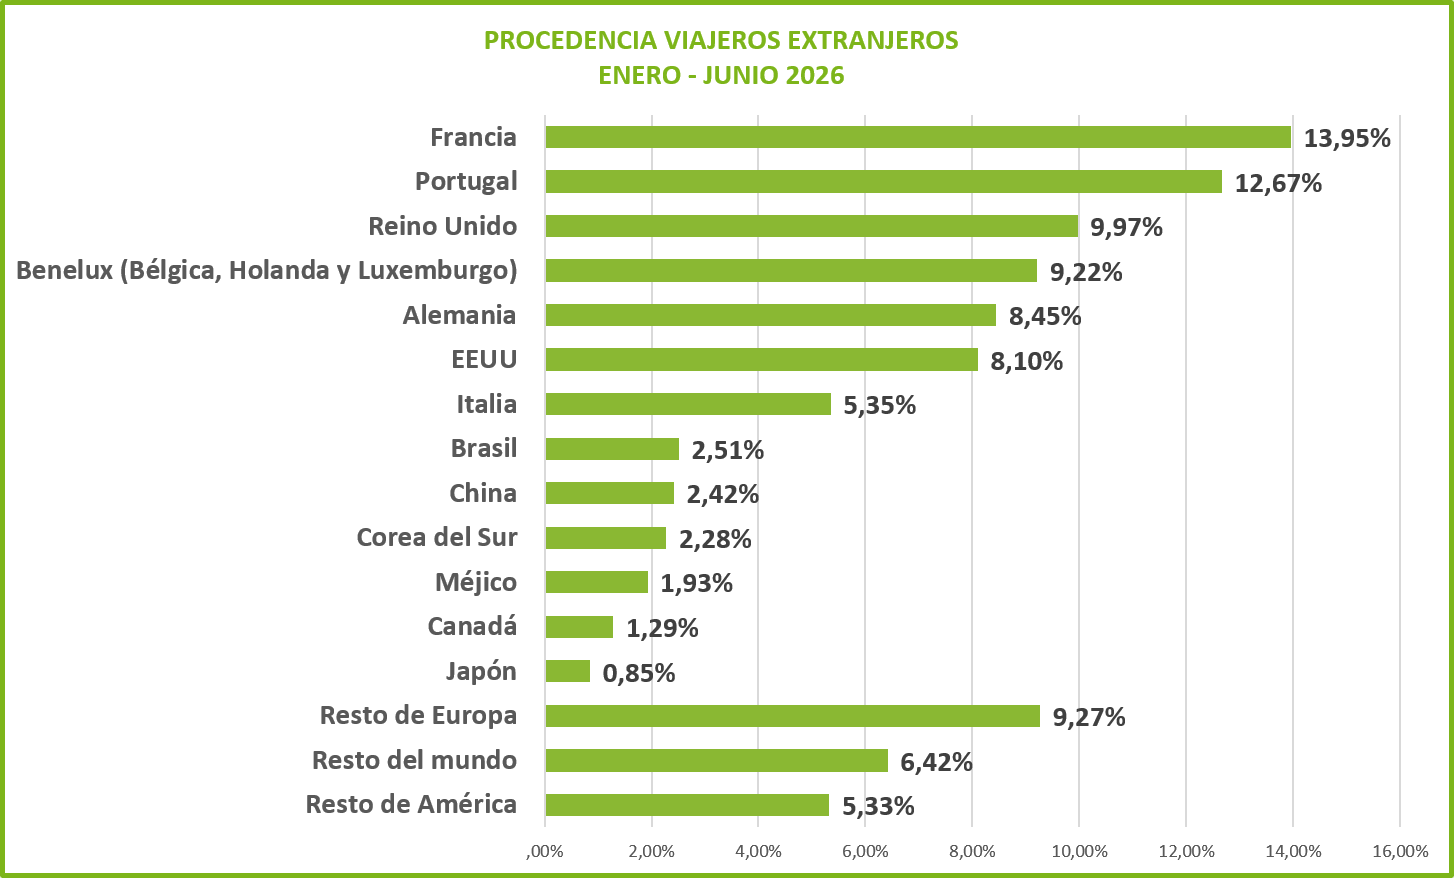 PROCEDENCIA VIAJEROS EXTRANJEROS
ENERO - JUNIO 2026
Francia 13,95%
Portugal 12,67%
Reino Unido 9,97%
Benelux (Bélgica, Holanda y Luxemburgo) 9,22%
Alemania 8,45%
EEUU 8,10%
Italia 5,35%
Brasil 2,51%
China 2,42%
Corea del Sur 2,28%
Méjico 1,93%
Canadá 1,29%
Japón 0,85%
Resto de Europa 9,27%
Resto del mundo 6,42%
Resto de América 5,33%
,00% 2,00% 4,00% 6,00% 8,00% 10,00% 12,00% 14,00% 16,00%